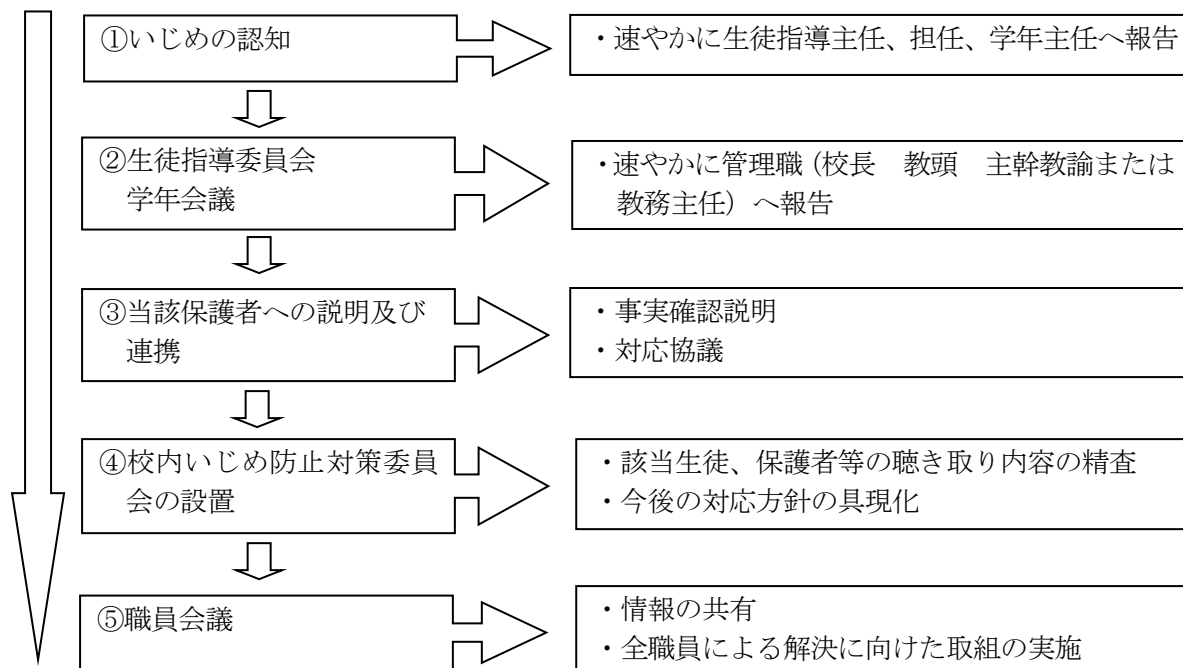 ①いじめの認知
・速やかに生徒指導主任、担任、学年主任へ報告
②生徒指導委員会
学年会議
・速やかに管理職(校長　教頭　主幹教諭または
教務主任)へ報告
③当該保護者への説明及び
連携
・事実確認説明
・対応協議
④校内いじめ防止対策委員
会の設置
・該当生徒、保護者等の聴き取り内容の精査
・今後の対応方針の具現化
⑤職員会議
・情報の共有
・全職員による解決に向けた取組の実施